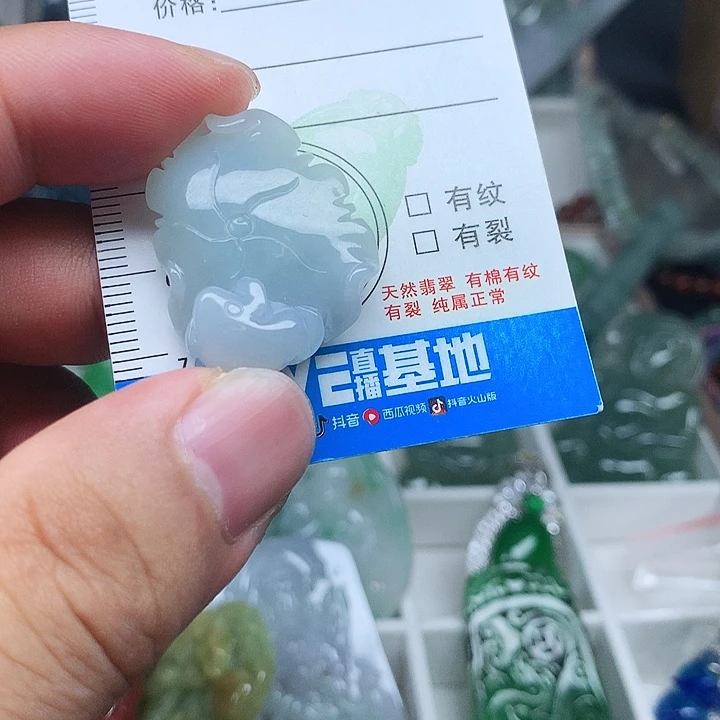 价格:
□ 有纹
□ 有裂
天然翡翠 有棉有纹
有裂 纯属正常
直播基地
抖音 西瓜视频 抖音火山版
7